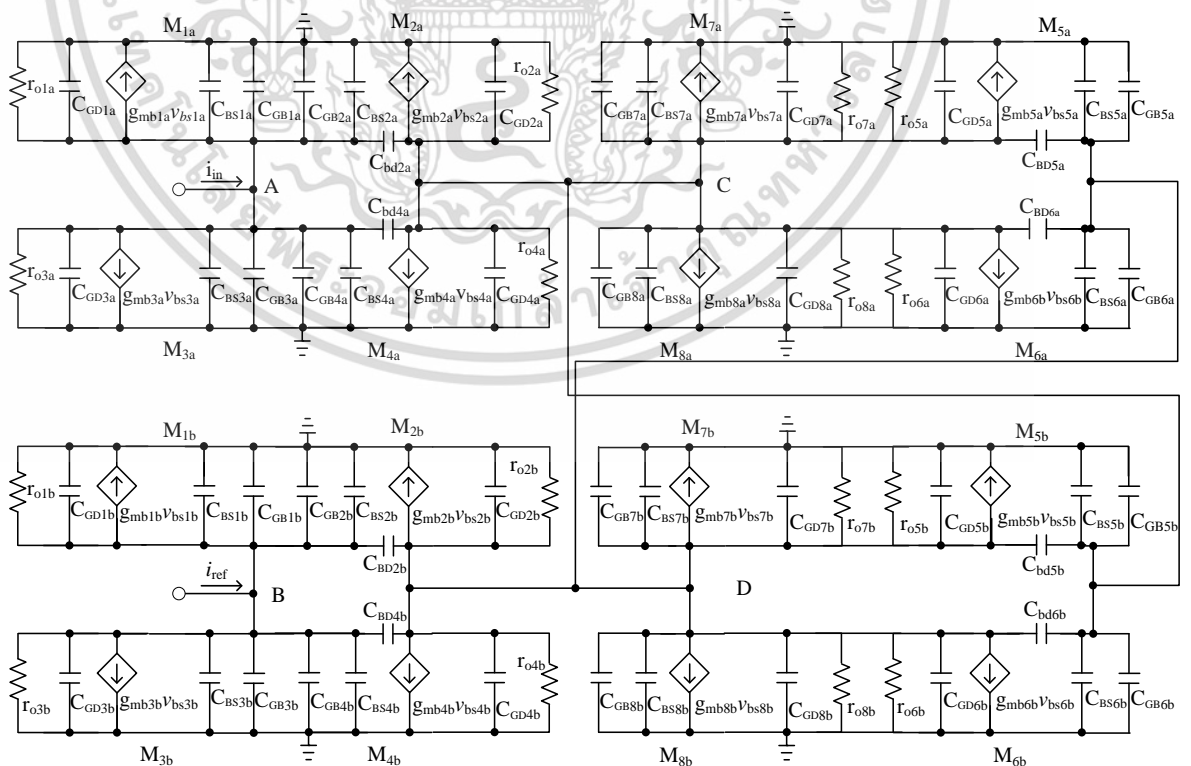 M1a M2a M7a M5a
ro1a CGD1a gmb1avbs1a CBS1a CGB1a CGB2a CBS2a gmb2avbs2a CGD2a ro2a CGB7a CBS7a gmb7avbs7a CGD7a ro7a ro5a CGD5a gmb5avbs5a CBS5a CGB5a
Cbd2a CBD5a
iin A C
Cbd4a CBD6a
ro3a CGD3a gmb3avbs3a CBS3a CGB3a CGB4a CBS4a gmb4avbs4a CGD4a ro4a CGB8a CBS8a gmb8avbs8a CGD8a ro8a ro6a CGD6a gmb6bvbs6b CBS6a CGB6a
M3a M4a M8a M6a
M1b M2b M7b M5b
ro1b CGD1b gmb1bvbs1b CBS1b CGB1b CGB2b CBS2b gmb2bvbs2b CGD2b ro2b CGB7b CBS7b gmb7bvbs7b CGD7b ro7b ro5b CGD5b gmb5bvbs5b CBS5b CGB5b
CBD2b Cbd5b
iref B D
CBD4b Cbd6b
ro3b CGD3b gmb3bvbs3b CBS3b CGB3b CGB4b CBS4b gmb4bvbs4b CGD4b ro4b CGB8b CBS8b gmb8bvbs8b CGD8b ro8b ro6b CGD6b gmb6bvbs6b CBS6b CGB6b
M3b M4b M8b M6b